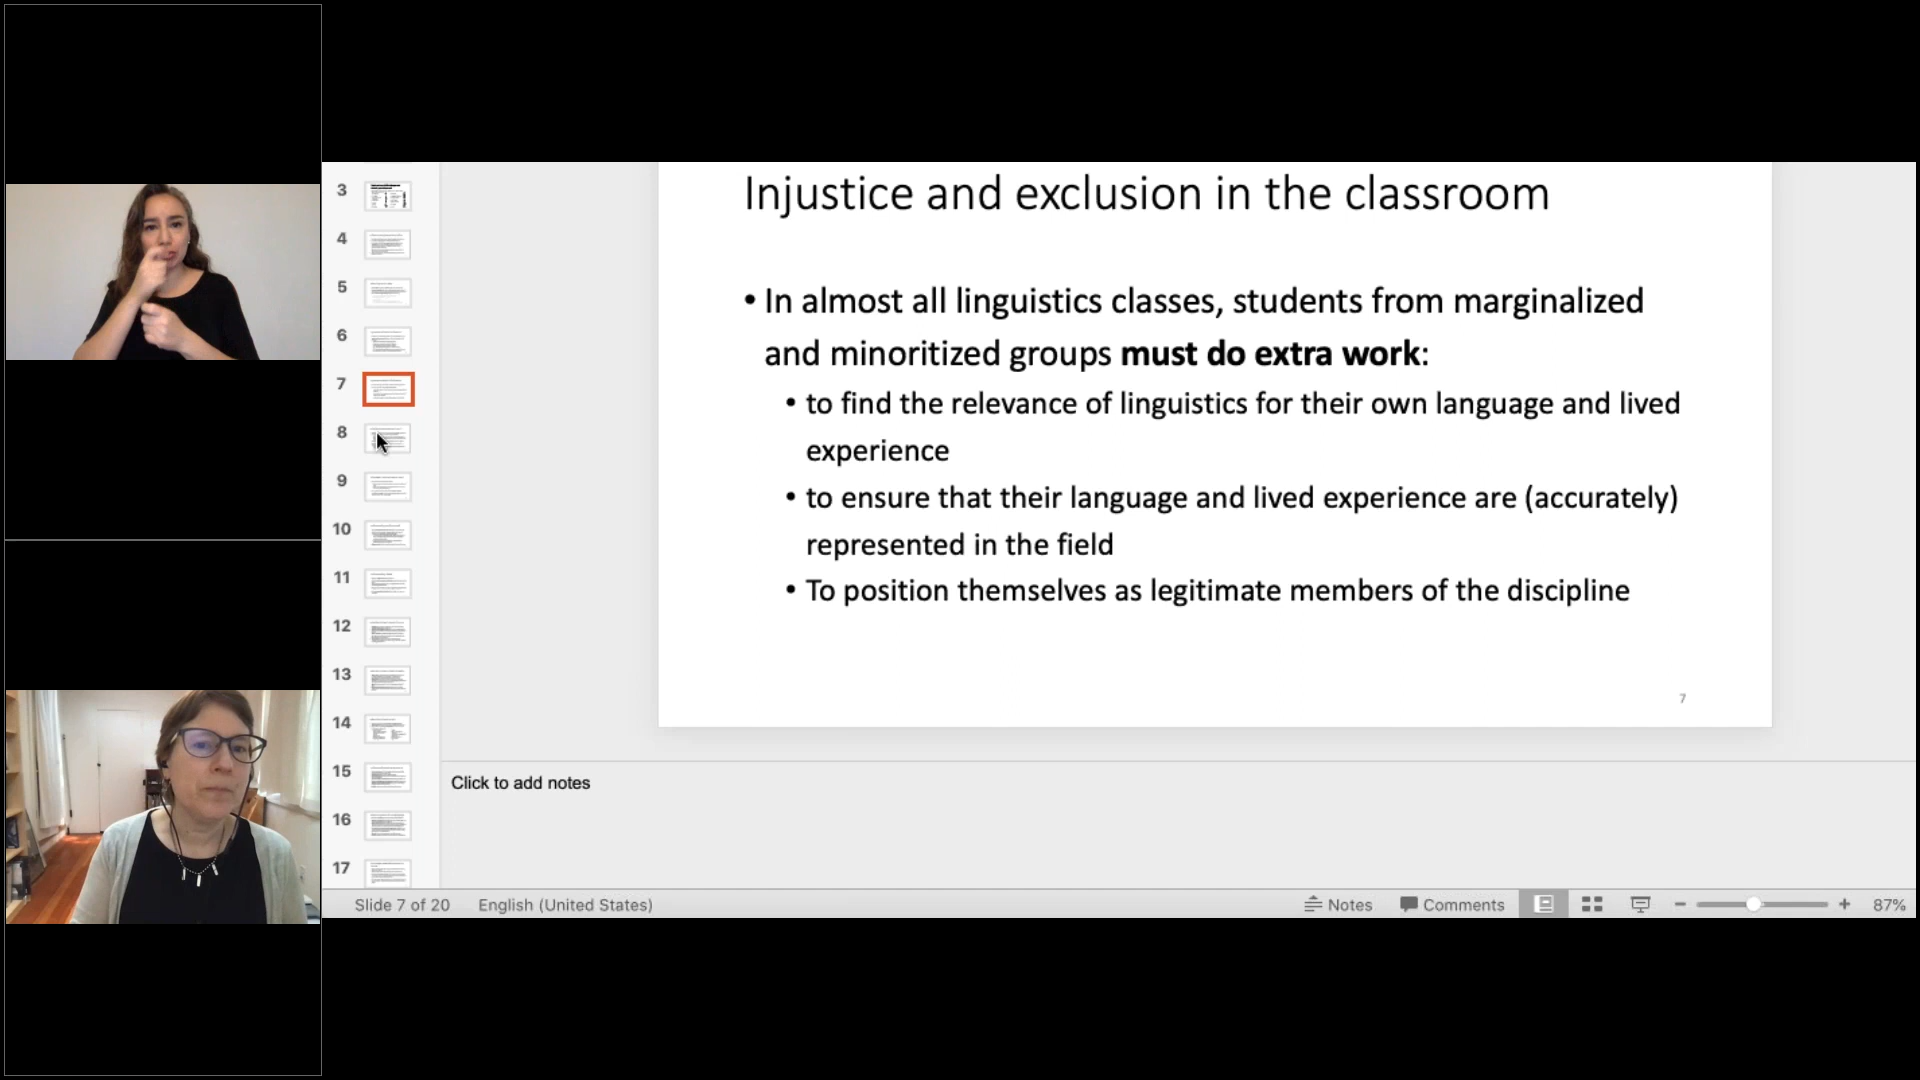 Injustice and exclusion in the classroom
• In almost all linguistics classes, students from marginalized
and minoritized groups must do extra work:
• to find the relevance of linguistics for their own language and lived
experience
• to ensure that their language and lived experience are (accurately)
represented in the field
• To position themselves as legitimate members of the discipline
7
3
4
5
6
7
8
9
10
11
12
13
14
15
16
17
Click to add notes
Slide 7 of 20
English (United States)
Notes
Comments
87%